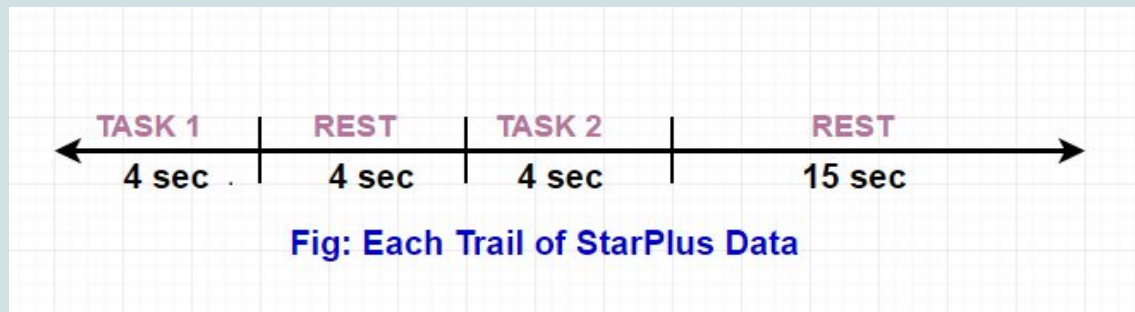 TASK 1 REST TASK 2 REST
4 sec . 4 sec 4 sec 15 sec
Fig: Each Trail of StarPlus Data